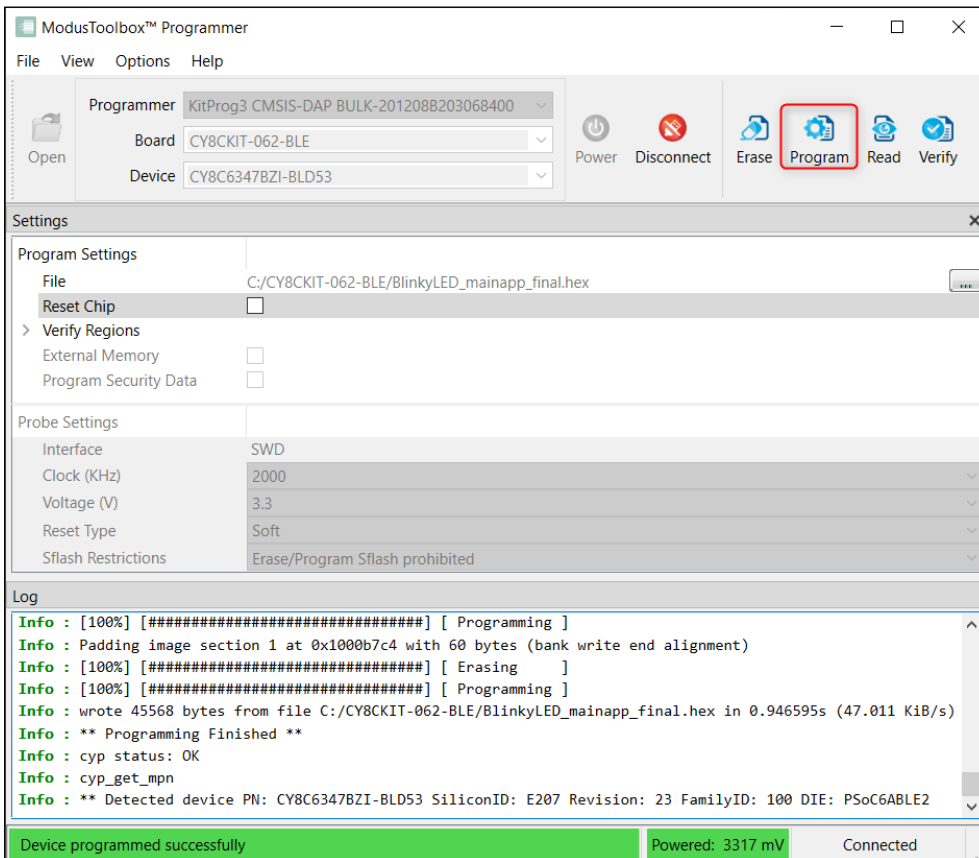 ModusToolbox™ Programmer
File View Options Help
Programmer KitProg3 CMSIS-DAP BULK-201208B203068400
Board CY8CKIT-062-BLE
Device CY8C6347BZI-BLD53
Open
Power Disconnect Erase Program Read Verify
Settings
Program Settings
File C:/CY8CKIT-062-BLE/BlinkyLED_mainapp_final.hex ...
Reset Chip
Verify Regions
External Memory
Program Security Data
Probe Settings
Interface SWD
Clock (KHz) 2000
Voltage (V) 3.3
Reset Type Soft
Sflash Restrictions Erase/Program Sflash prohibited
Log
Info : [100%] [################################] [ Programming ]
Info : Padding image section 1 at 0x1000b7c4 with 60 bytes (bank write end alignment)
Info : [100%] [################################] [ Erasing     ]
Info : [100%] [################################] [ Programming ]
Info : wrote 45568 bytes from file C:/CY8CKIT-062-BLE/BlinkyLED_mainapp_final.hex in 0.946595s (47.011 KiB/s)
Info : ** Programming Finished **
Info : cyp status: OK
Info : cyp_get_mpn
Info : ** Detected device PN: CY8C6347BZI-BLD53 SiliconID: E207 Revision: 23 FamilyID: 100 DIE: PSoC6ABLE2
Device programmed successfully Powered: 3317 mV Connected